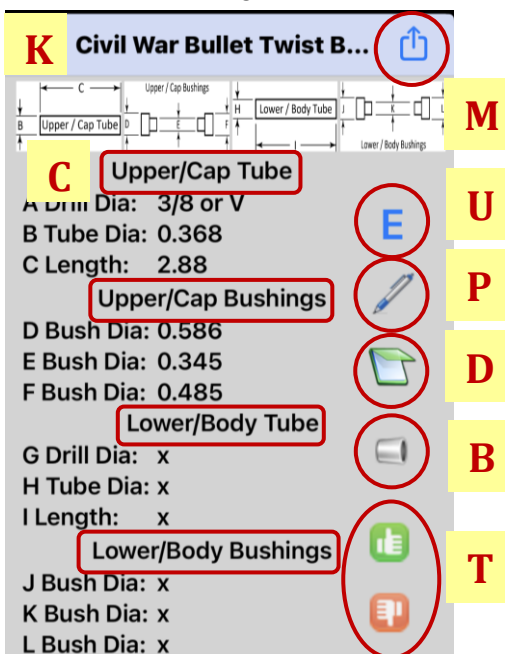 K Civil War Bullet Twist B...
C Upper / Cap Bushings
B Upper / Cap Tube D E F H Lower / Body Tube J K L
I Lower / Body Bushings
M
C Upper/Cap Tube
A Drill Dia: 3/8 or V
U
E
B Tube Dia: 0.368
C Length: 2.88
P
Upper/Cap Bushings
D Bush Dia: 0.586
E Bush Dia: 0.345
D
F Bush Dia: 0.485
Lower/Body Tube
B
G Drill Dia: x
H Tube Dia: x
I Length: x
Lower/Body Bushings
T
J Bush Dia: x
K Bush Dia: x
L Bush Dia: x